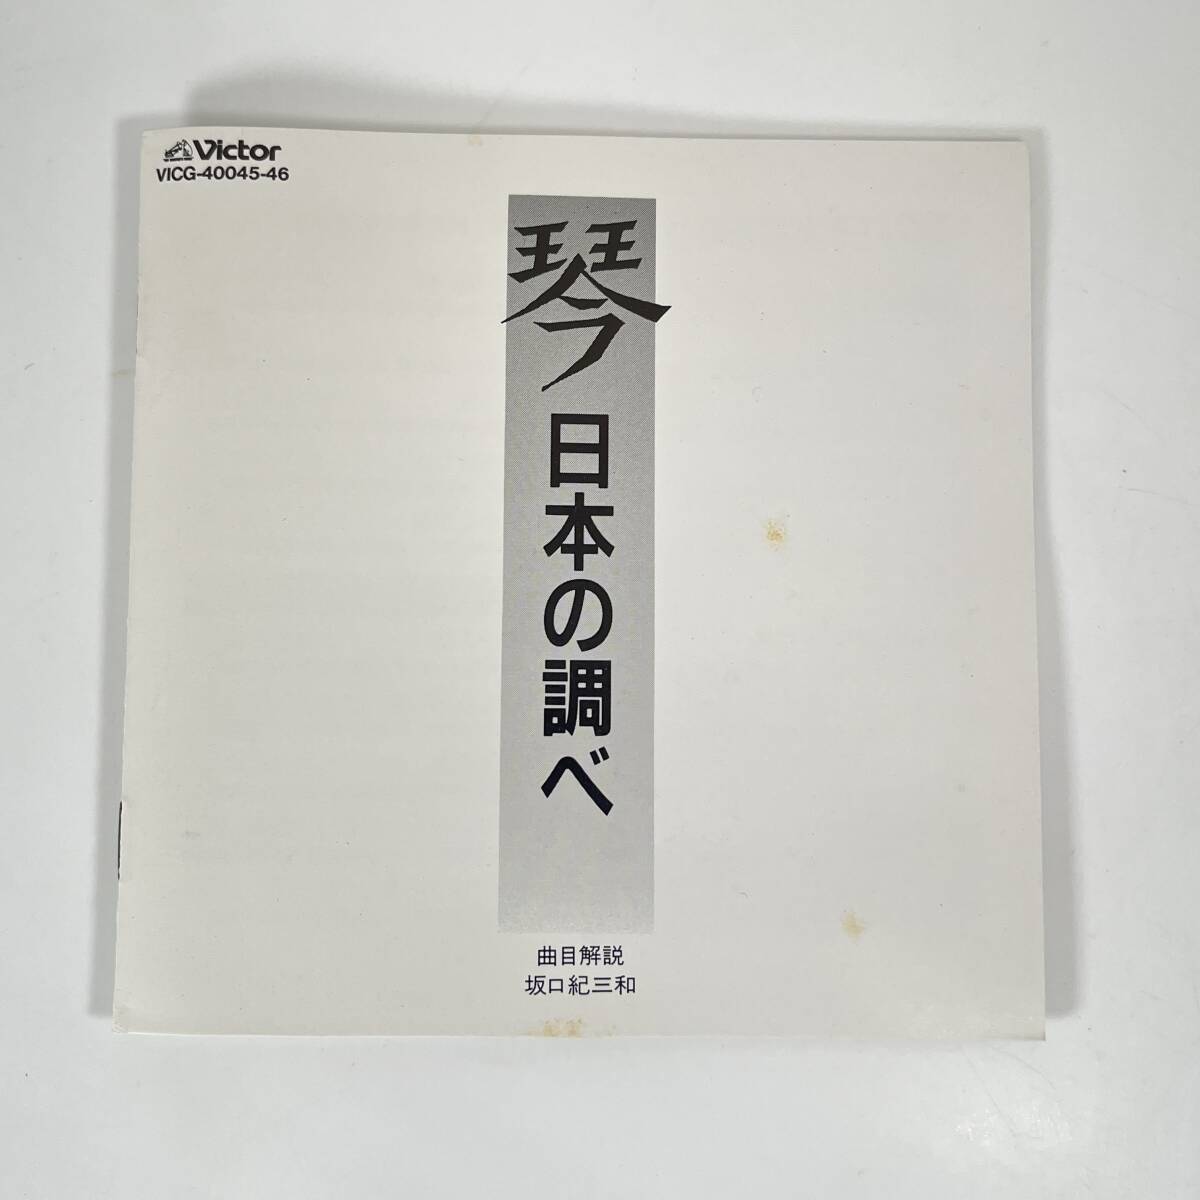 Victor
VICG-40045-46
琴
日本の調べ
曲目解説
坂口紀三和